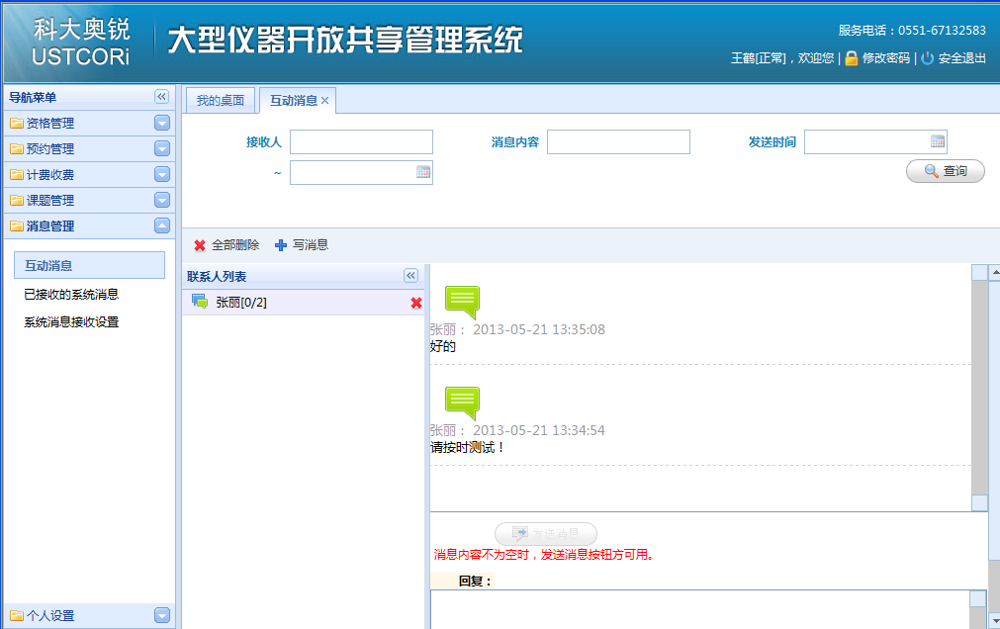 科大奥锐
USTCORi
大型仪器开放共享管理系统
服务电话：0551-67132583
王鹤[正常]，欢迎您 | 修改密码 | 安全退出
导航菜单
资格管理
预约管理
计费收费
课题管理
消息管理
互动消息
已接收的系统消息
系统消息接收设置
个人设置
我的桌面 互动消息
接收人 消息内容 发送时间
~ 查询
全部删除 写消息
联系人列表
张丽[0/2]
张丽： 2013-05-21 13:35:08
好的
张丽： 2013-05-21 13:34:54
请按时测试！
发送消息
消息内容不为空时，发送消息按钮方可用。
回复：